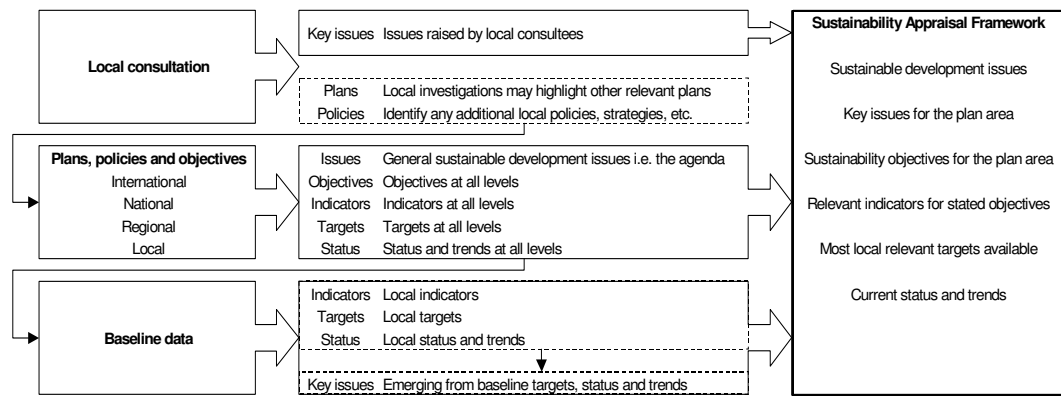 Local consultation
Key issues Issues raised by local consultees
Plans Local investigations may highlight other relevant plans
Policies Identify any additional local policies, strategies, etc.
Plans, policies and objectives
International
National
Regional
Local
Issues General sustainable development issues i.e. the agenda
Objectives Objectives at all levels
Indicators Indicators at all levels
Targets Targets at all levels
Status Status and trends at all levels
Baseline data
Indicators Local indicators
Targets Local targets
Status Local status and trends
Key issues Emerging from baseline targets, status and trends
Sustainability Appraisal Framework
Sustainable development issues
Key issues for the plan area
Sustainability objectives for the plan area
Relevant indicators for stated objectives
Most local relevant targets available
Current status and trends